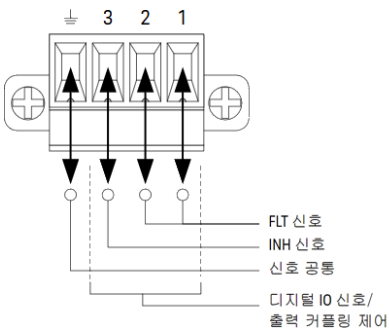 3 2 1
FLT 신호
INH 신호
신호 공통
디지털 IO 신호/
출력 커플링 제어